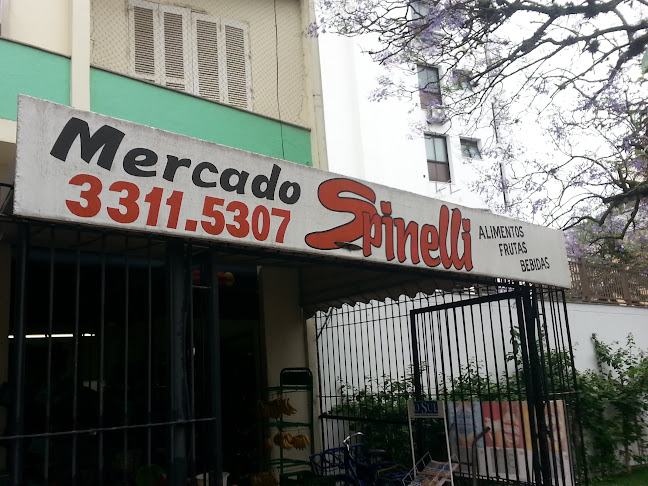 Mercado
3311.5307
Spinelli
ALIMENTOS
FRUTAS
BEBIDAS